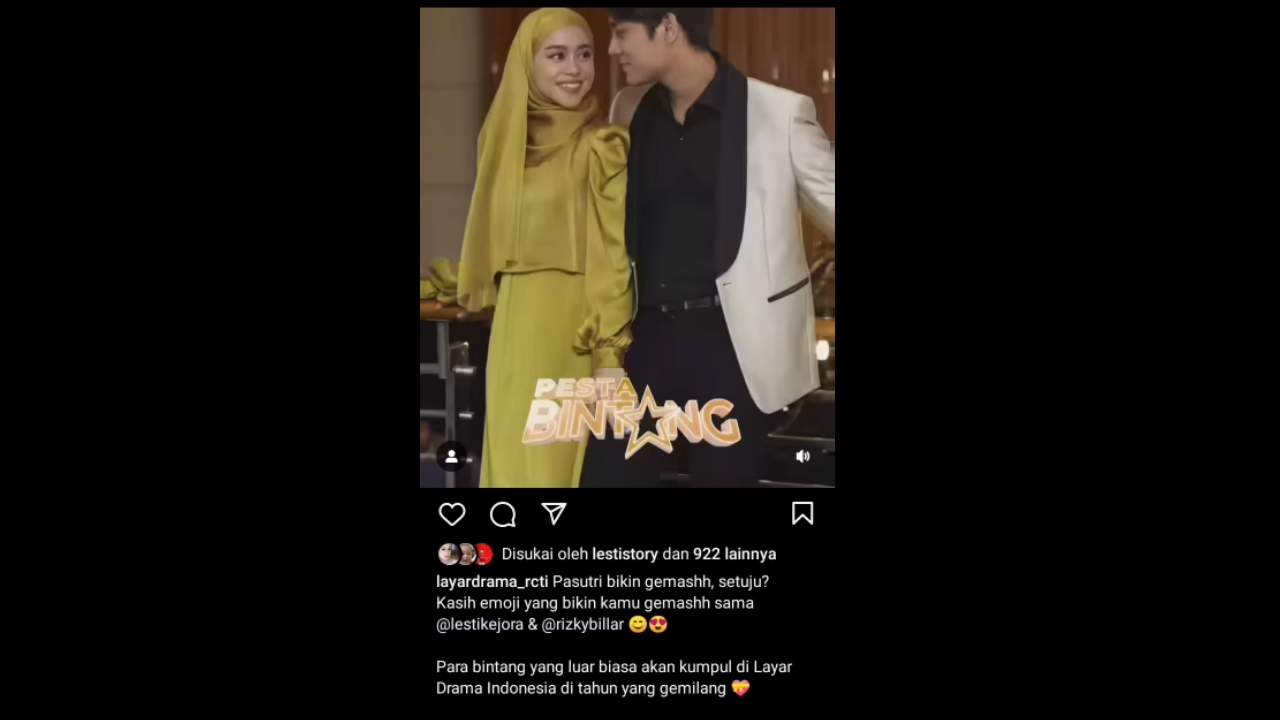 PESTA
BINTANG
Disukai oleh lestistory dan 922 lainnya
layardrama_rcti Pasutri bikin gemashh, setuju?
Kasih emoji yang bikin kamu gemashh sama
@lestikejora & @rizkybillar 😊😍
Para bintang yang luar biasa akan kumpul di Layar
Drama Indonesia di tahun yang gemilang 💝